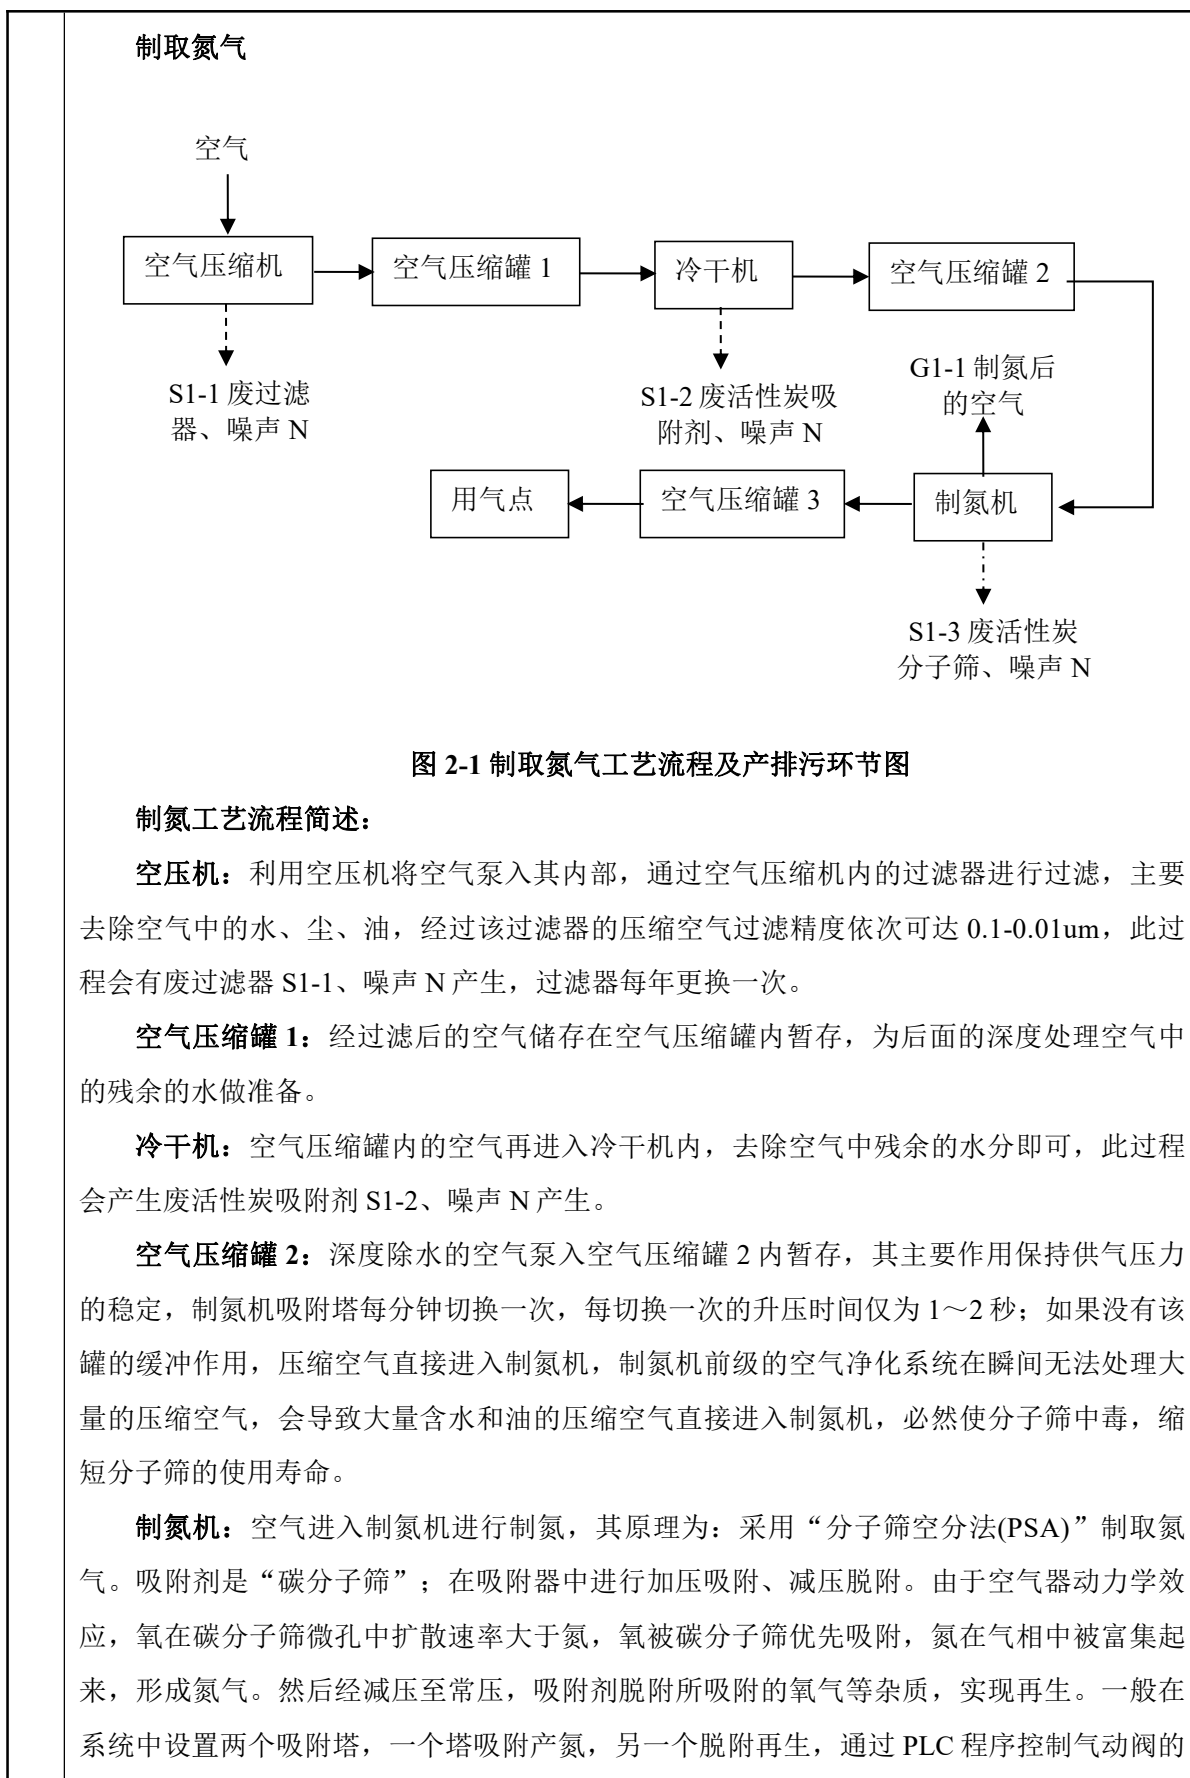 制取氮气
空气
空气压缩机
空气压缩罐 1
冷干机
空气压缩罐 2
S1-1 废过滤
器、噪声 N
S1-2 废活性炭吸
附剂、噪声 N
G1-1 制氮后
的空气
用气点
空气压缩罐 3
制氮机
S1-3 废活性炭
分子筛、噪声 N
图 2-1 制取氮气工艺流程及产排污环节图
制氮工艺流程简述：
空压机：利用空压机将空气泵入其内部，通过空气压缩机内的过滤器进行过滤，主要
去除空气中的水、尘、油，经过该过滤器的压缩空气过滤精度依次可达 0.1-0.01um，此过
程会有废过滤器 S1-1、噪声 N 产生，过滤器每年更换一次。
空气压缩罐 1：经过滤后的空气储存在空气压缩罐内暂存，为后面的深度处理空气中
的残余的水做准备。
冷干机：空气压缩罐内的空气再进入冷干机内，去除空气中残余的水分即可，此过程
会产生废活性炭吸附剂 S1-2、噪声 N 产生。
空气压缩罐 2：深度除水的空气泵入空气压缩罐 2 内暂存，其主要作用保持供气压力
的稳定，制氮机吸附塔每分钟切换一次，每切换一次的升压时间仅为 1～2 秒；如果没有该
罐的缓冲作用，压缩空气直接进入制氮机，制氮机前级的空气净化系统在瞬间无法处理大
量的压缩空气，会导致大量含水和油的压缩空气直接进入制氮机，必然使分子筛中毒，缩
短分子筛的使用寿命。
制氮机：空气进入制氮机进行制氮，其原理为：采用“分子筛空分法(PSA)”制取氮
气。吸附剂是“碳分子筛”；在吸附器中进行加压吸附、减压脱附。由于空气器动力学效
应，氧在碳分子筛微孔中扩散速率大于氮，氧被碳分子筛优先吸附，氮在气相中被富集起
来，形成氮气。然后经减压至常压，吸附剂脱附所吸附的氧气等杂质，实现再生。一般在
系统中设置两个吸附塔，一个塔吸附产氮，另一个脱附再生，通过 PLC 程序控制气动阀的